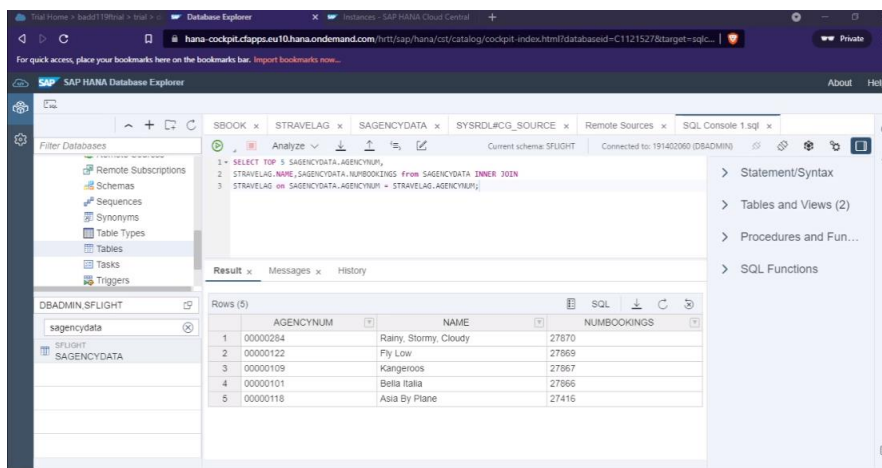 Trial Home > badd119ftrial > trial >
Database Explorer
Instances - SAP HANA Cloud Central
hana-cockpit.cfapps.eu10.hana.ondemand.com/hrtt/sap/hana/cst/catalog/cockpit-index.html?databaseid=C1121527&target=sqlc...
Private
For quick access, place your bookmarks here on the bookmarks bar. Import bookmarks now...
SAP HANA Database Explorer
About
Hel
SBOOK
STRAVELAG
SAGENCYDATA
SYSRDL#CG_SOURCE
Remote Sources
SQL Console 1.sql
Filter Databases
Analyze
Current schema: SFLIGHT
Connected to: 191402060 (DBADMIN)
Remote Subscriptions
Schemas
Sequences
Synonyms
Table Types
Tables
Tasks
Triggers
1 SELECT TOP 5 SAGENCYDATA.AGENCYNUM,
2 STRAVELAG.NAME,SAGENCYDATA.NUMBOOKINGS from SAGENCYDATA INNER JOIN
3 STRAVELAG on SAGENCYDATA.AGENCYNUM = STRAVELAG.AGENCYNUM;
Statement/Syntax
Tables and Views (2)
Procedures and Fun...
SQL Functions
DBADMIN,SFLIGHT
sagencydata
SFLIGHT
SAGENCYDATA
Result
Messages
History
Rows (5)
SQL
AGENCYNUM NAME NUMBOOKINGS
1 00000284 Rainy, Stormy, Cloudy 27870
2 00000122 Fly Low 27869
3 00000109 Kangeroos 27867
4 00000101 Bella Italia 27866
5 00000118 Asia By Plane 27416